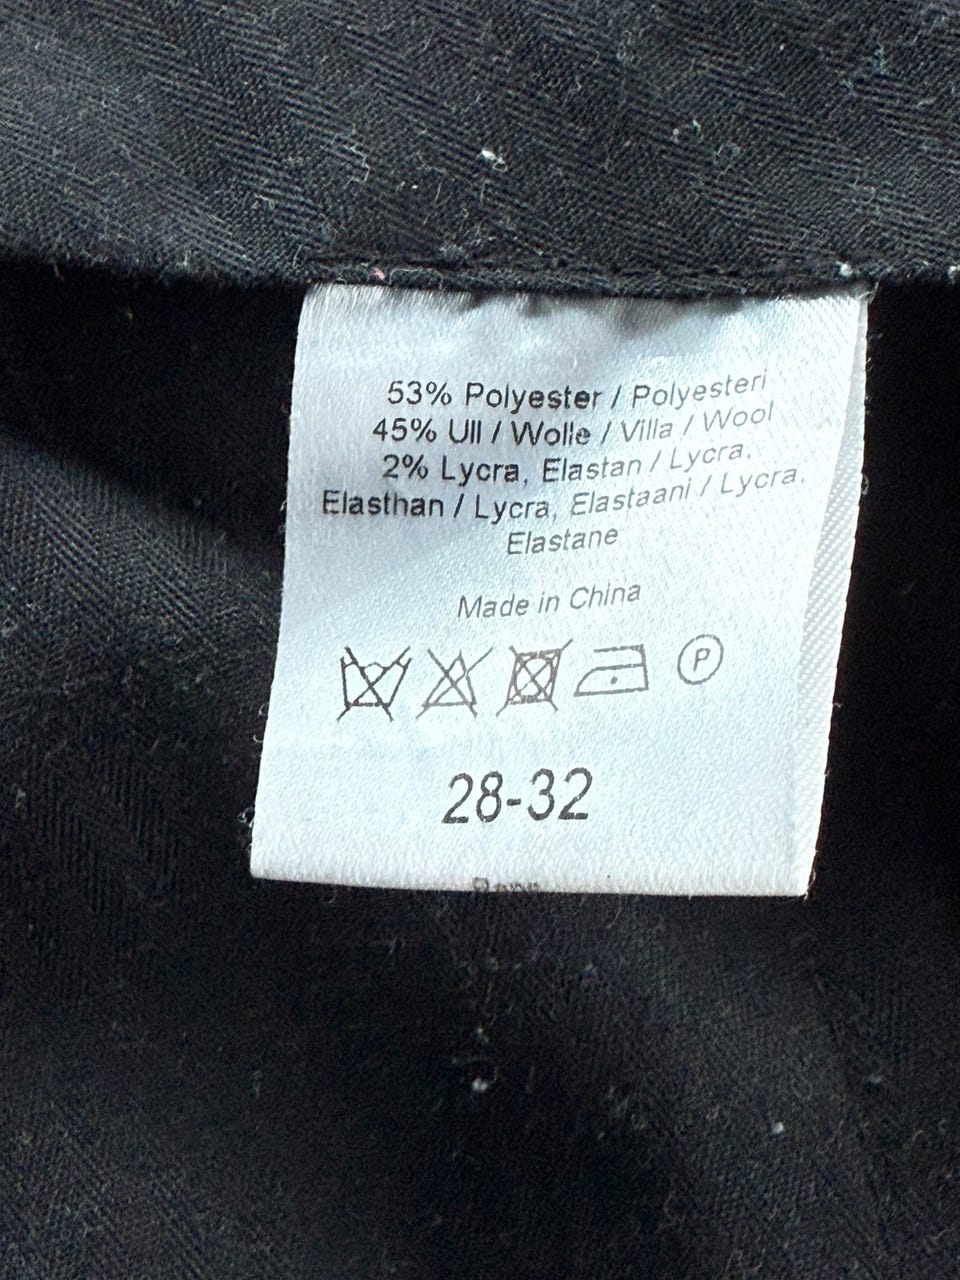 53% Polyester / Polyesteri
45% Ull / Wolle / Villa / Wool
2% Lycra, Elastan / Lycra,
Elasthan / Lycra, Elastaani / Lycra,
Elastane
Made in China
P
28-32